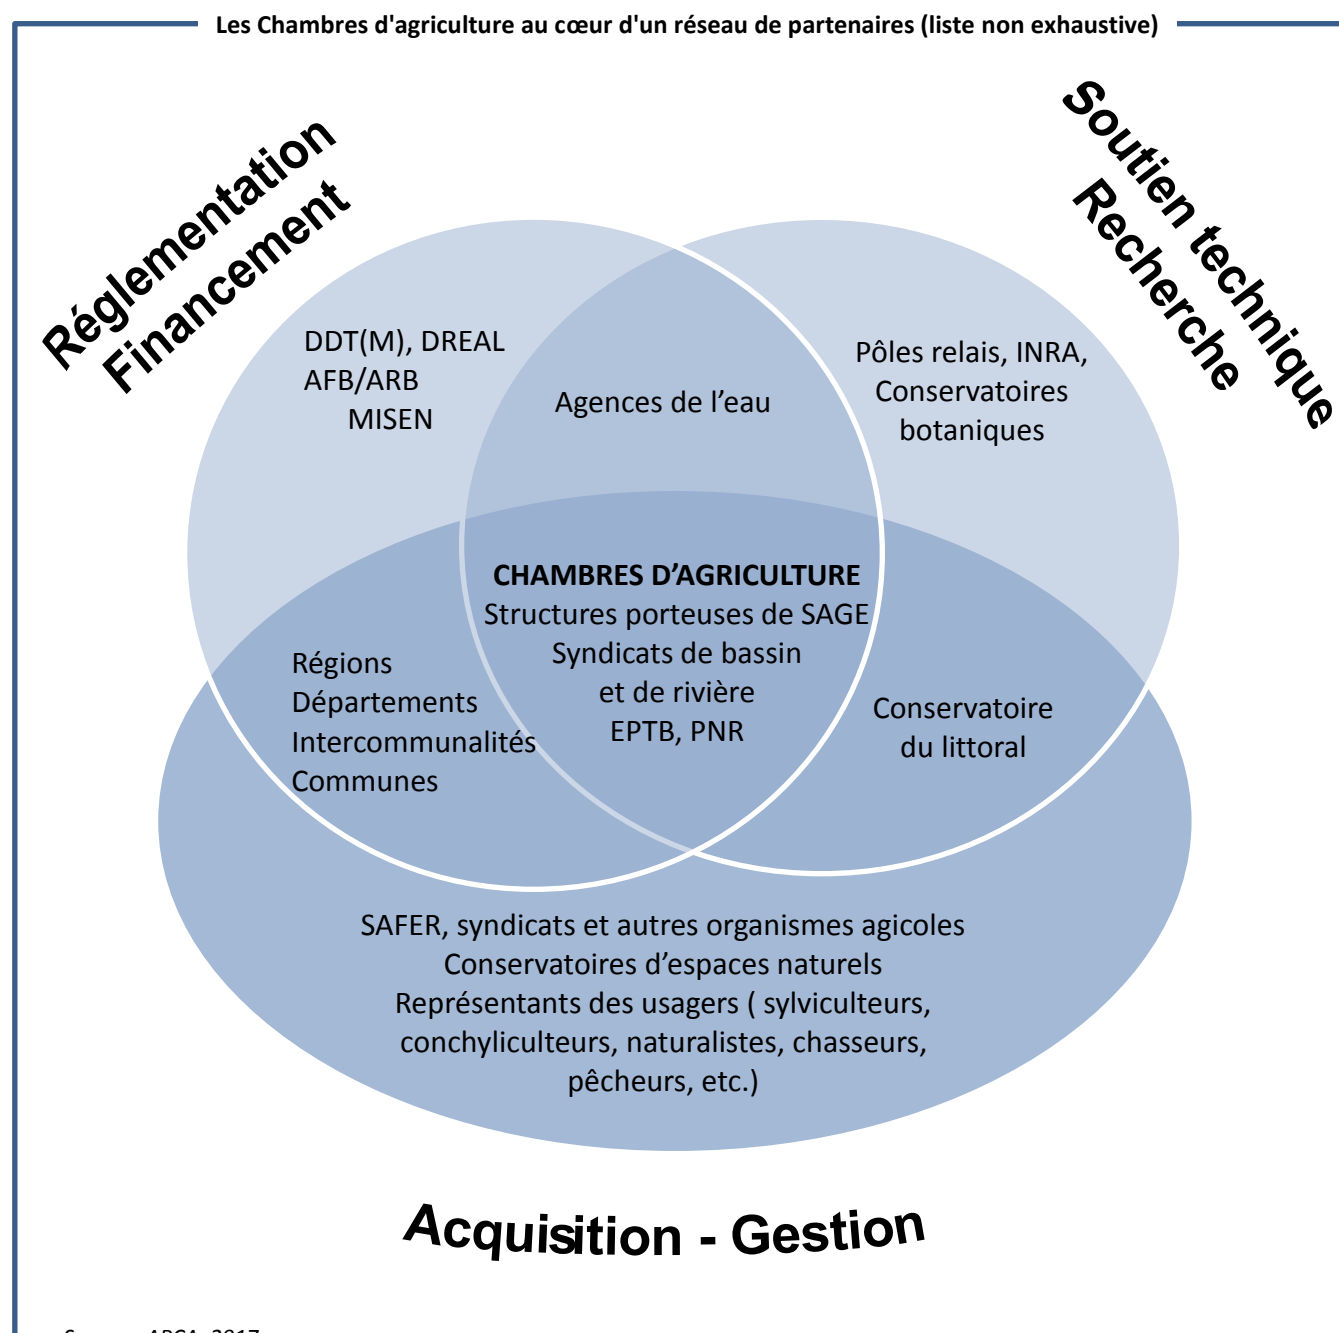 Les Chambres d'agriculture au cœur d'un réseau de partenaires (liste non exhaustive)
Réglementation
Financement
Soutien technique
Recherche
DDT(M), DREAL
AFB/ARB
MISEN
Agences de l’eau
Pôles relais, INRA,
Conservatoires
botaniques
CHAMBRES D’AGRICULTURE
Structures porteuses de SAGE
Syndicats de bassin
et de rivière
EPTB, PNR
Régions
Départements
Intercommunalités
Communes
Conservatoire
du littoral
SAFER, syndicats et autres organismes agicoles
Conservatoires d’espaces naturels
Représentants des usagers ( sylviculteurs,
conchyliculteurs, naturalistes, chasseurs,
pêcheurs, etc.)
Acquisition - Gestion